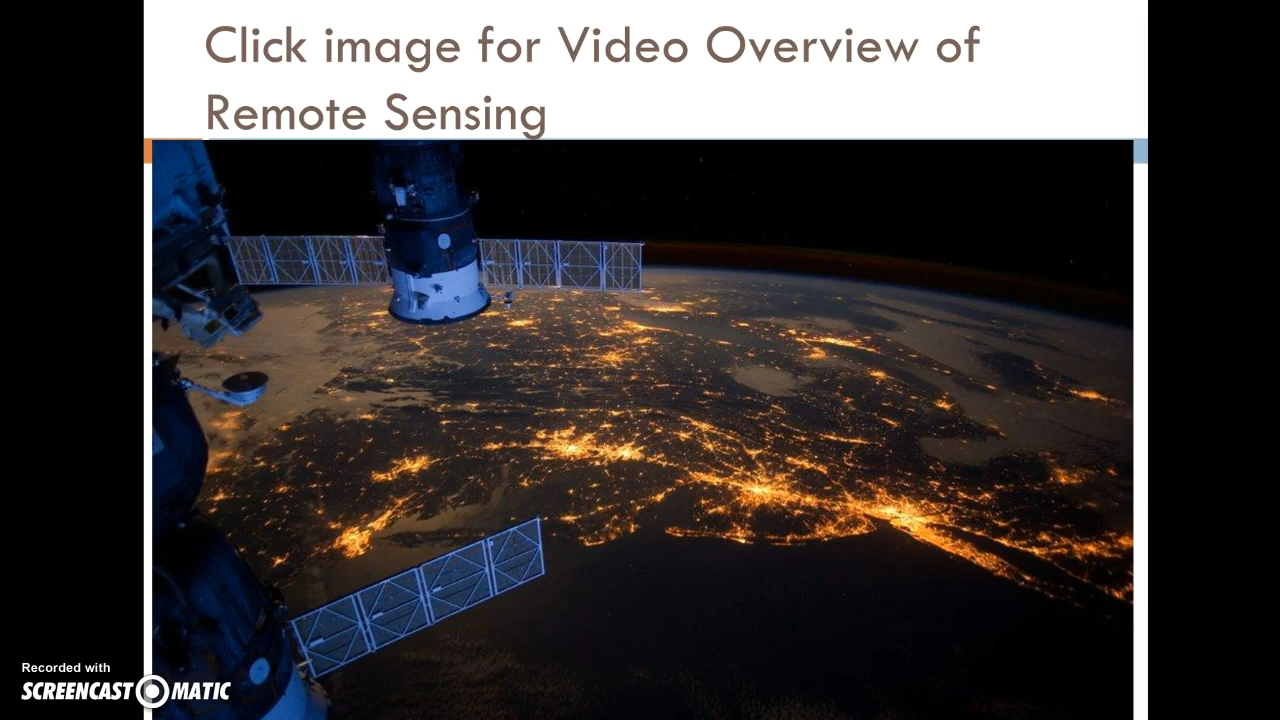 Click image for Video Overview of
Remote Sensing
Recorded with
SCREENCAST MATIC